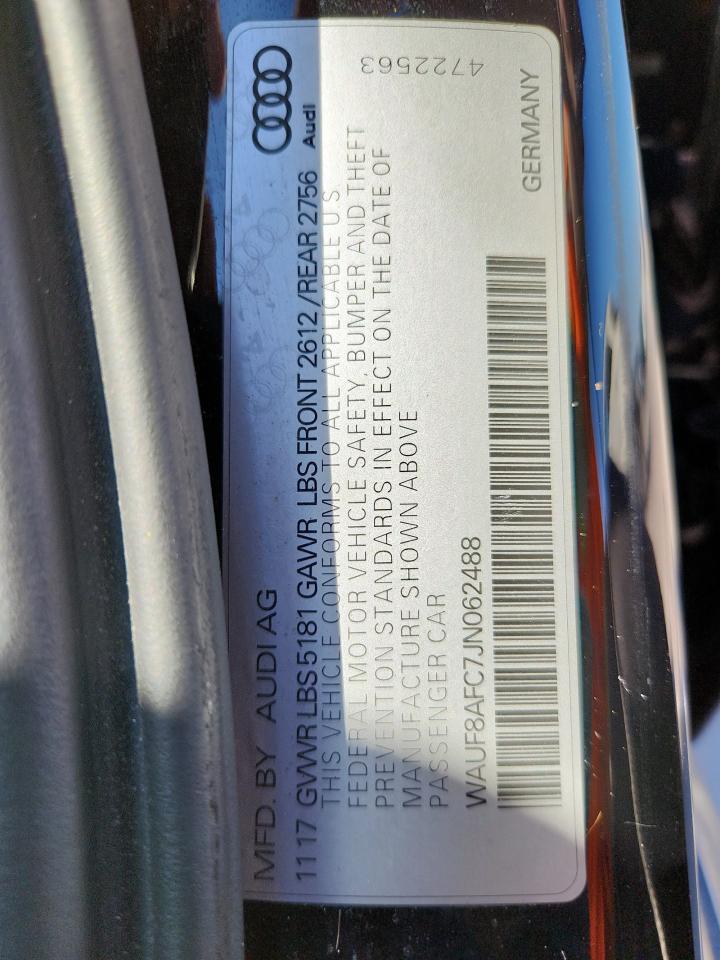 MFD. BY AUDI AG
Audi
11 17 GVWR LBS 5181 GAWR LBS FRONT 2612 /REAR 2756
THIS VEHICLE CONFORMS TO ALL APPLICABLE U.S.
FEDERAL MOTOR VEHICLE SAFETY, BUMPER AND THEFT
PREVENTION STANDARDS IN EFFECT ON THE DATE OF
MANUFACTURE SHOWN ABOVE
PASSENGER CAR
4722563
WAUF8AFC7JN062488
GERMANY